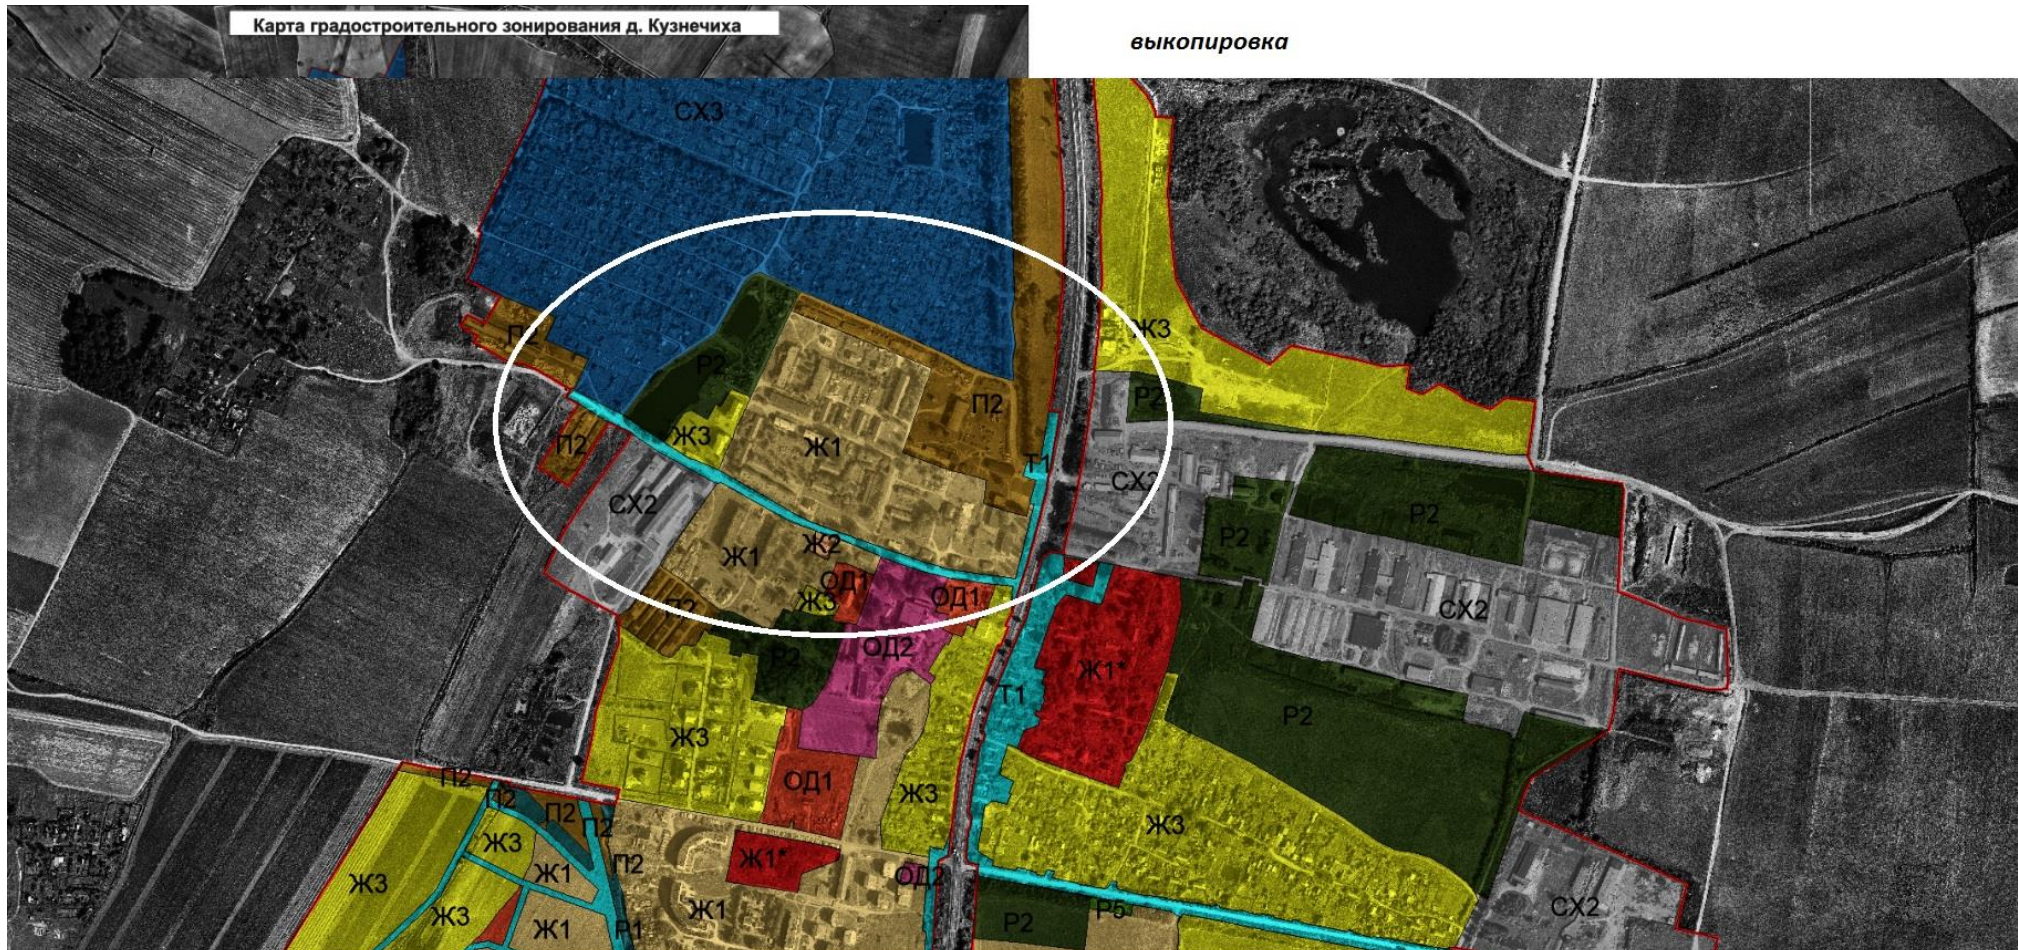 Карта градостроительного зонирования д. Кузнечиха
выкопировка
СХ3
П2
Ж3
Р2
П2
Р2
Ж3
Ж1
П2
Т1
СХ2
СХ2
Р2
Р2
Ж1
Ж2
ОД1
ОД1
Ж3
П2
СХ2
Р2
ОД2
Ж1*
Т1
Р2
Ж3
ОД1
Ж3
Ж3
П2
П2
П2
П2
Ж3
Ж1
П2
Ж1*
ОД2
Ж3
Ж3
Ж1
Р1
Ж1
Р2
Р5
СХ2